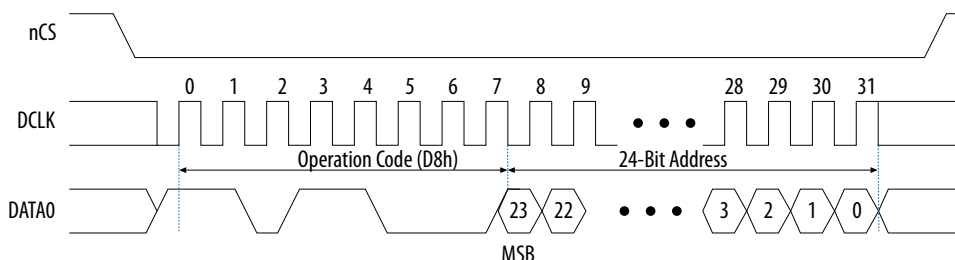 nCS
0 1 2 3 4 5 6 7 8 9 28 29 30 31
DCLK
Operation Code (D8h) 24-Bit Address
DATA0 23 22 3 2 1 0
MSB